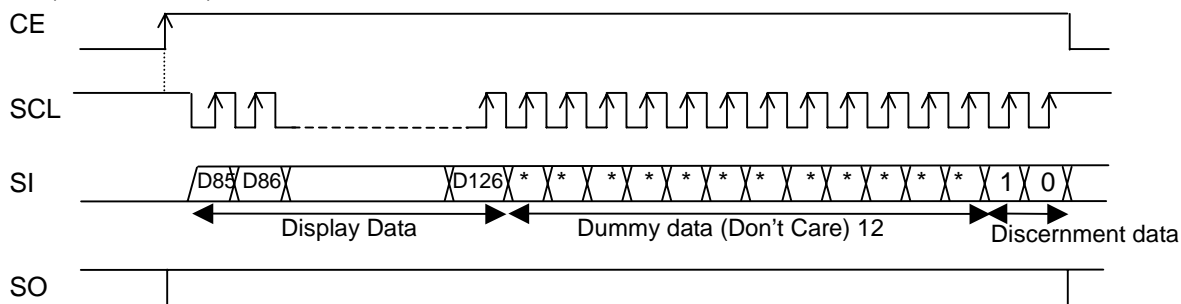 CE
SCL
SI D85 D86 D126 * * * * * * * * * * * * 1 0
Display Data Dummy data (Don't Care) 12 Discernment data
SO